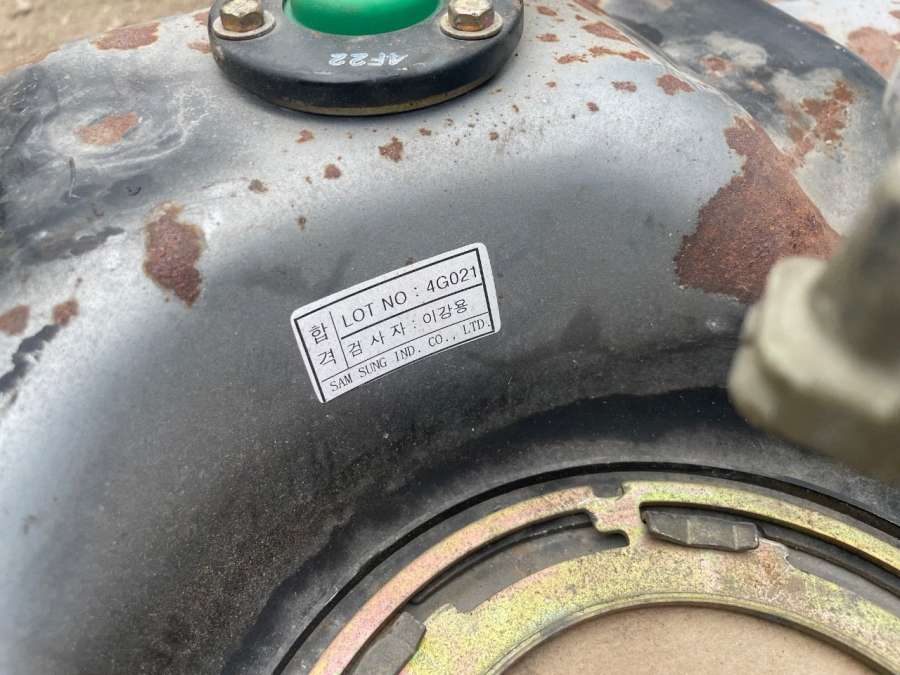 AF22
합격
LOT NO : 4G021
검 사 자 : 이강용
SAM SUNG IND. CO., LTD.